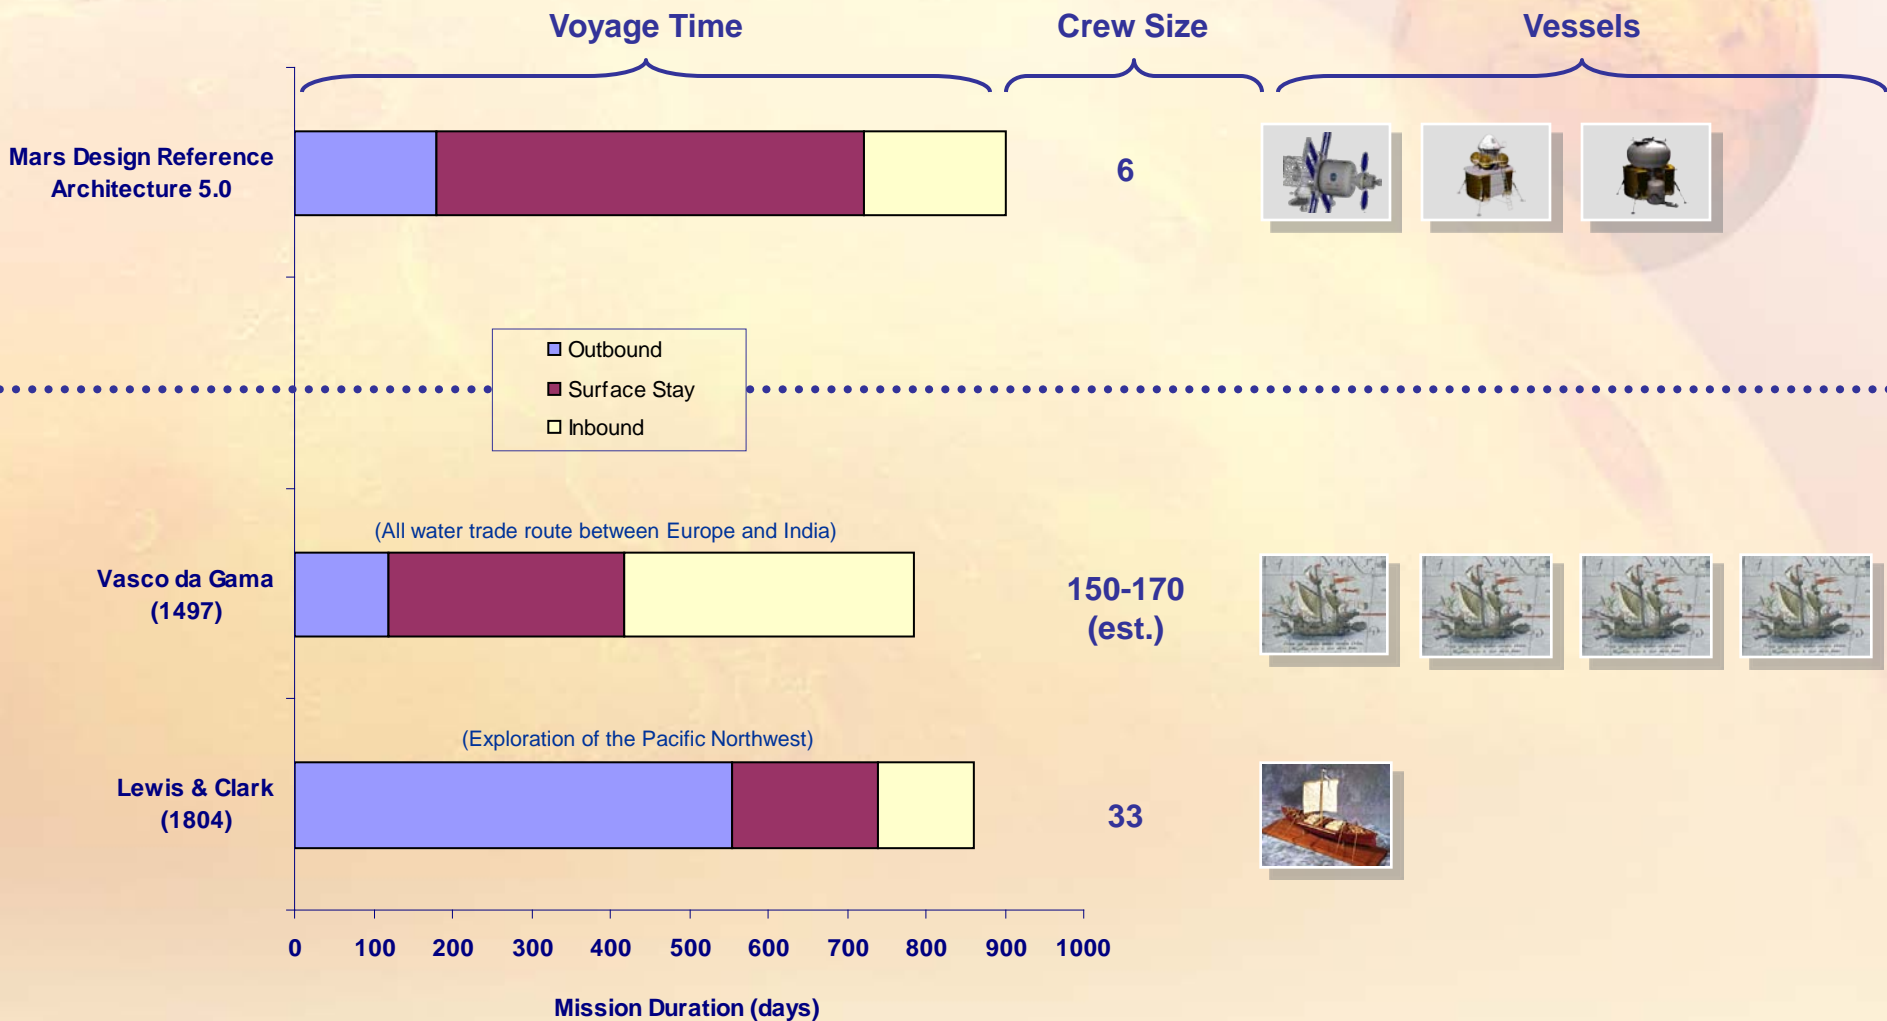 Voyage Time
Crew Size
Vessels
Mars Design Reference
Architecture 5.0
6
Outbound
Surface Stay
Inbound
(All water trade route between Europe and India)
Vasco da Gama
(1497)
150-170
(est.)
(Exploration of the Pacific Northwest)
Lewis & Clark
(1804)
33
0 100 200 300 400 500 600 700 800 900 1000
Mission Duration (days)